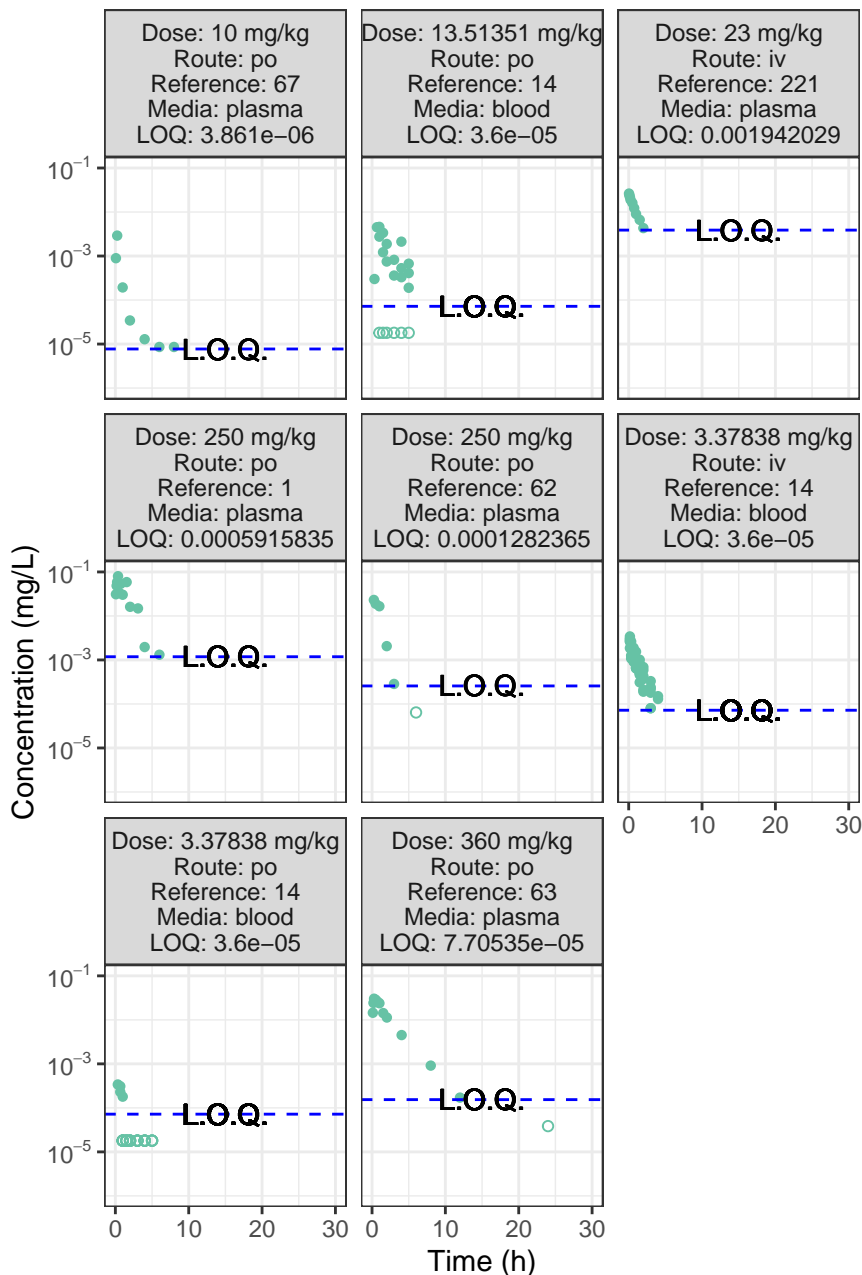 Dose: 10 mg/kg
Route: po
Reference: 67
Media: plasma
LOQ: 3.861e−06
Dose: 13.51351 mg/kg
Route: po
Reference: 14
Media: blood
LOQ: 3.6e−05
Dose: 23 mg/kg
Route: iv
Reference: 221
Media: plasma
LOQ: 0.001942029
10⁻¹
10⁻³
10⁻⁵
L.O.Q.
L.O.Q.
L.O.Q.
Dose: 250 mg/kg
Route: po
Reference: 1
Media: plasma
LOQ: 0.0005915835
Dose: 250 mg/kg
Route: po
Reference: 62
Media: plasma
LOQ: 0.0001282365
Dose: 3.37838 mg/kg
Route: iv
Reference: 14
Media: blood
LOQ: 3.6e−05
Concentration (mg/L)
10⁻¹
10⁻³
10⁻⁵
L.O.Q.
L.O.Q.
L.O.Q.
0 10 20 30
Dose: 3.37838 mg/kg
Route: po
Reference: 14
Media: blood
LOQ: 3.6e−05
Dose: 360 mg/kg
Route: po
Reference: 63
Media: plasma
LOQ: 7.70535e−05
10⁻¹
10⁻³
10⁻⁵
L.O.Q.
L.O.Q.
0 10 20 30
0 10 20 30
Time (h)